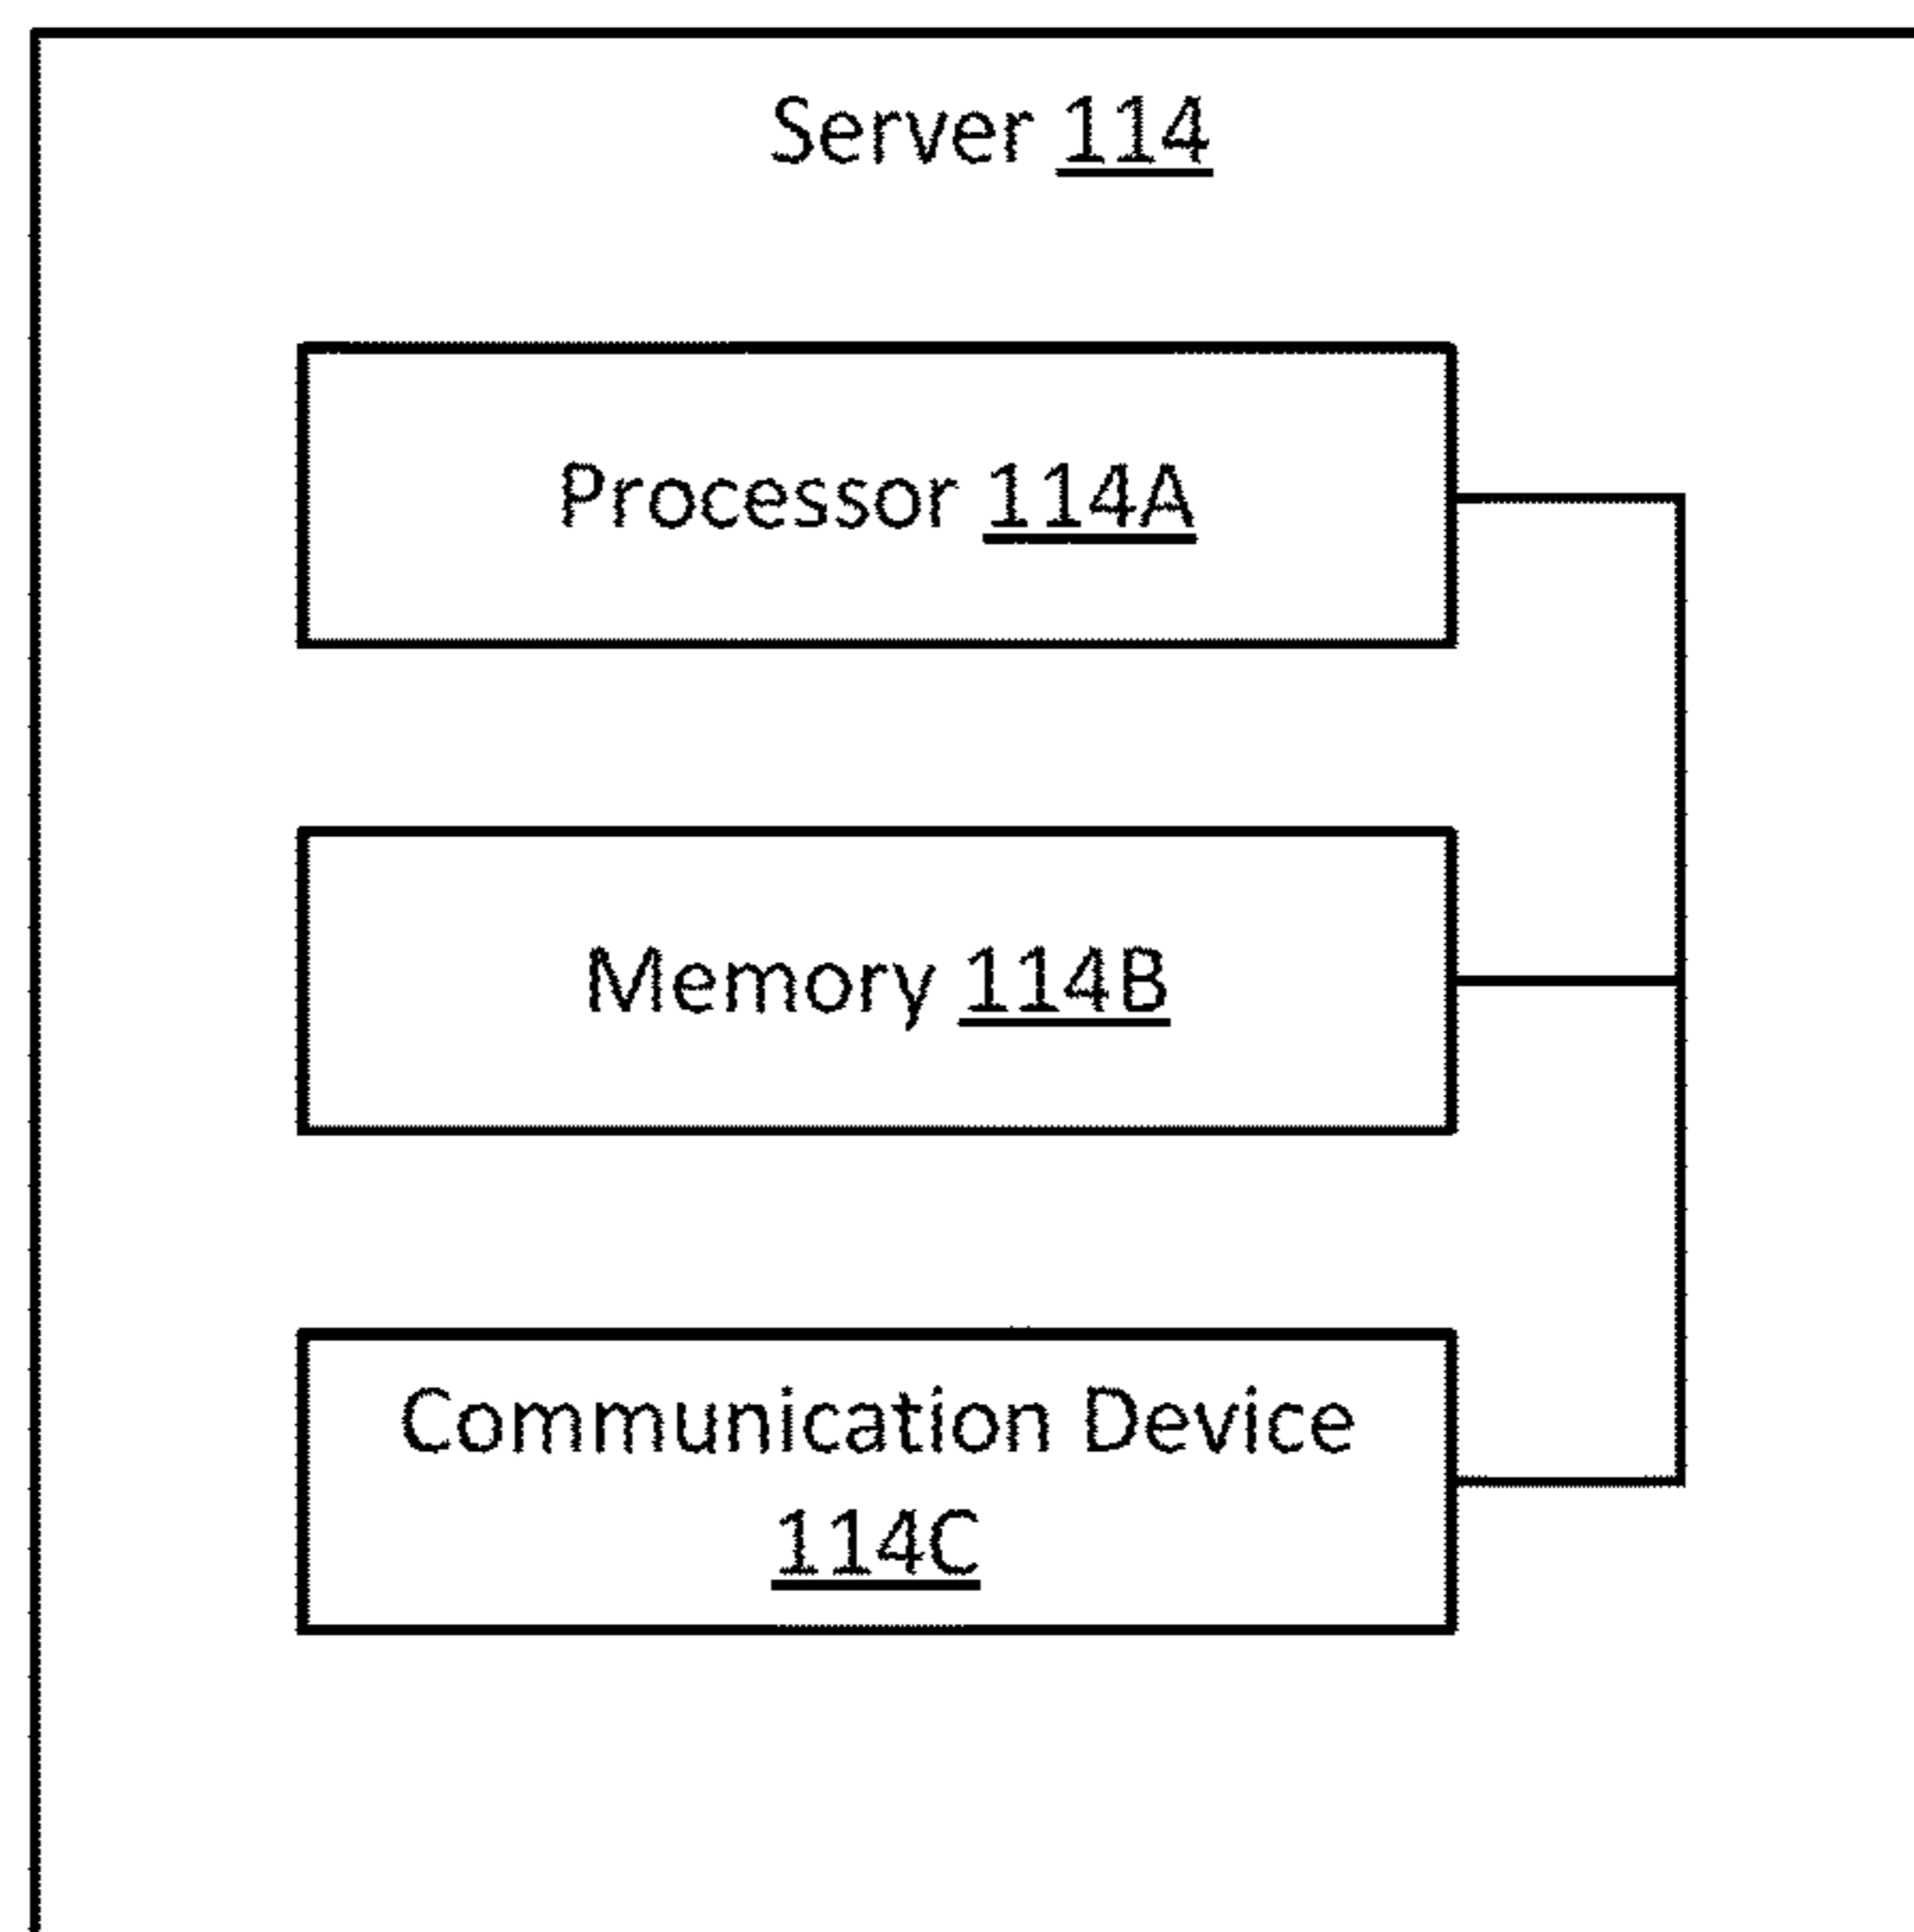 Server 114
Processor 114A
Memory 114B
Communication Device
114C